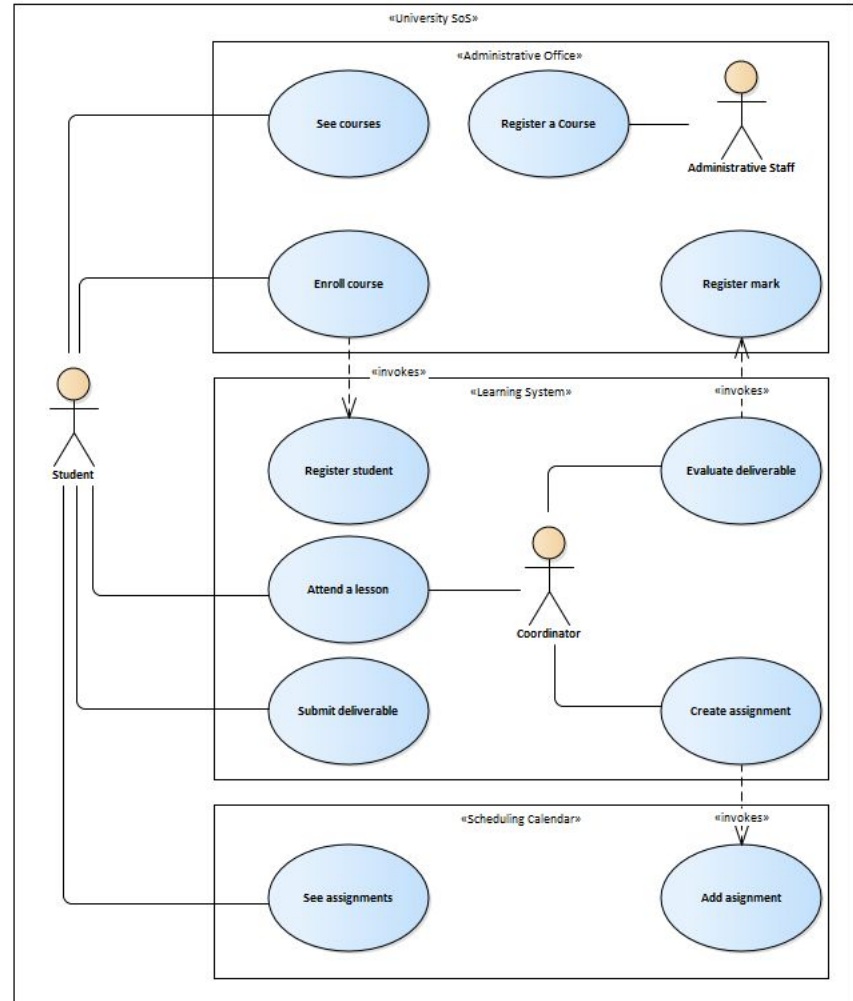 «University SoS»
«Administrative Office»
See courses
Register a Course
Administrative Staff
Enroll course
Register mark
«invokes»
«Learning System»
«invokes»
Student
Register student
Evaluate deliverable
Attend a lesson
Coordinator
Submit deliverable
Create assignment
«Scheduling Calendar»
«invokes»
See assignments
Add asignment